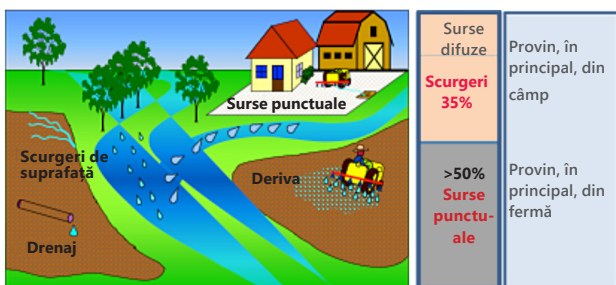 Surse punctuale
Scurgeri de
suprafață
Deriva
Drenaj
Surse
difuze
Scurgeri
35%
>50%
Surse
punctu-
ale
Provin, în
principal, din
câmp
Provin, în
principal, din
fermă